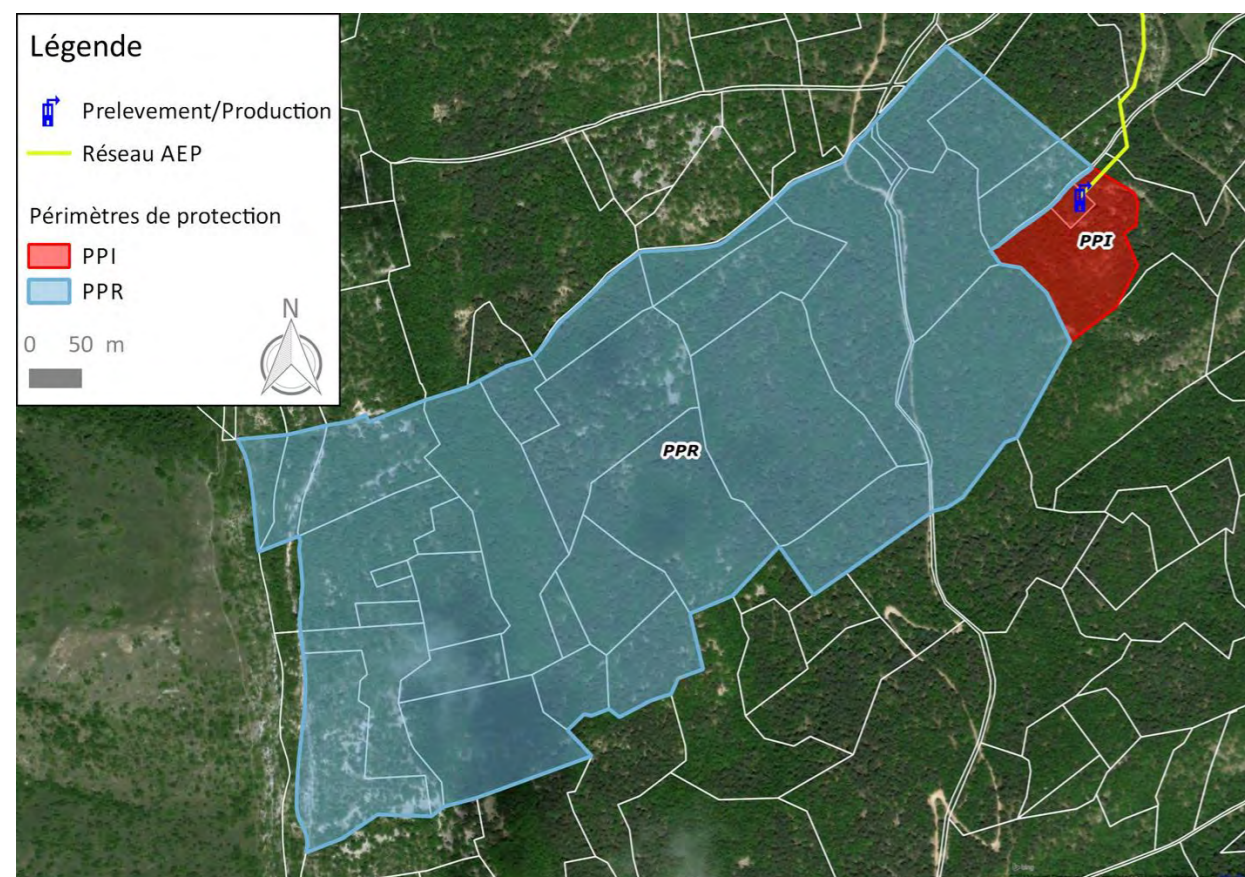 Légende
Prelevement/Production
Réseau AEP
Périmètres de protection
PPI
PPR
N
0 50 m
PPI
PPR